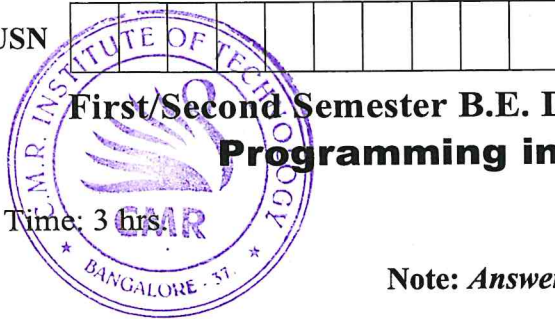 USN
C.M.R. INSTITUTE OF TECHNOLOGY
BANGALORE - 37.
CMR
First/Second Semester B.E.
Programming in
Time: 3 hrs.
Note: Answer